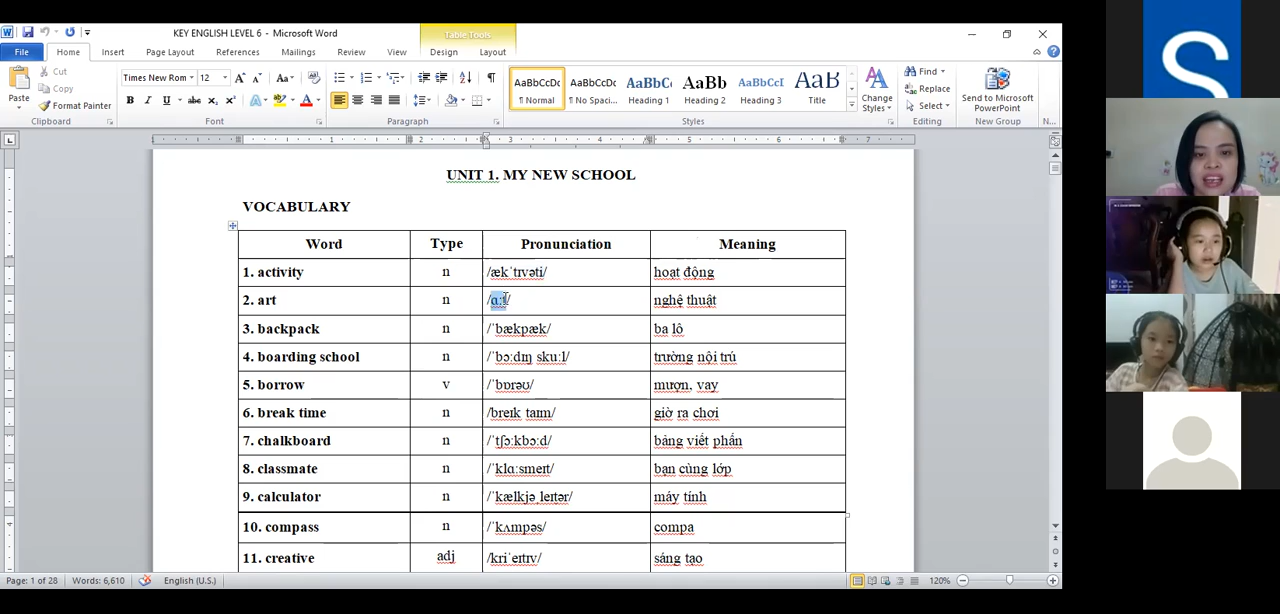 KEY ENGLISH LEVEL 6 - Microsoft Word
Table Tools
File Home Insert Page Layout References Mailings Review View Design Layout
Paste
Cut
Copy
Format Painter
Clipboard
Times New Rom 12
Font
Paragraph
AaBbCcDc AaBbCcDc AaBbC AaBb AaBbCcI AaB
¶ Normal ¶ No Spaci... Heading 1 Heading 2 Heading 3 Title
Change Styles
Styles
Find
Replace
Select
Editing
Send to Microsoft PowerPoint
New Group
N...
UNIT 1. MY NEW SCHOOL
VOCABULARY
Word Type Pronunciation Meaning
1. activity n /ækˈtɪvəti/ hoạt động
2. art n /ɑːt/ nghệ thuật
3. backpack n /ˈbækpæk/ ba lô
4. boarding school n /ˈbɔːdɪŋ skuːl/ trường nội trú
5. borrow v /ˈbɒrəʊ/ mượn, vay
6. break time n /breɪk taɪm/ giờ ra chơi
7. chalkboard n /ˈtʃɔːkbɔːd/ bảng viết phấn
8. classmate n /ˈklɑːsmeɪt/ bạn cùng lớp
9. calculator n /ˈkælkjəˌleɪtər/ máy tính
10. compass n /ˈkʌmpəs/ compa
11. creative adj /kriˈeɪtɪv/ sáng tạo
Page: 1 of 28 Words: 6,610 English (U.S.) 120%
S